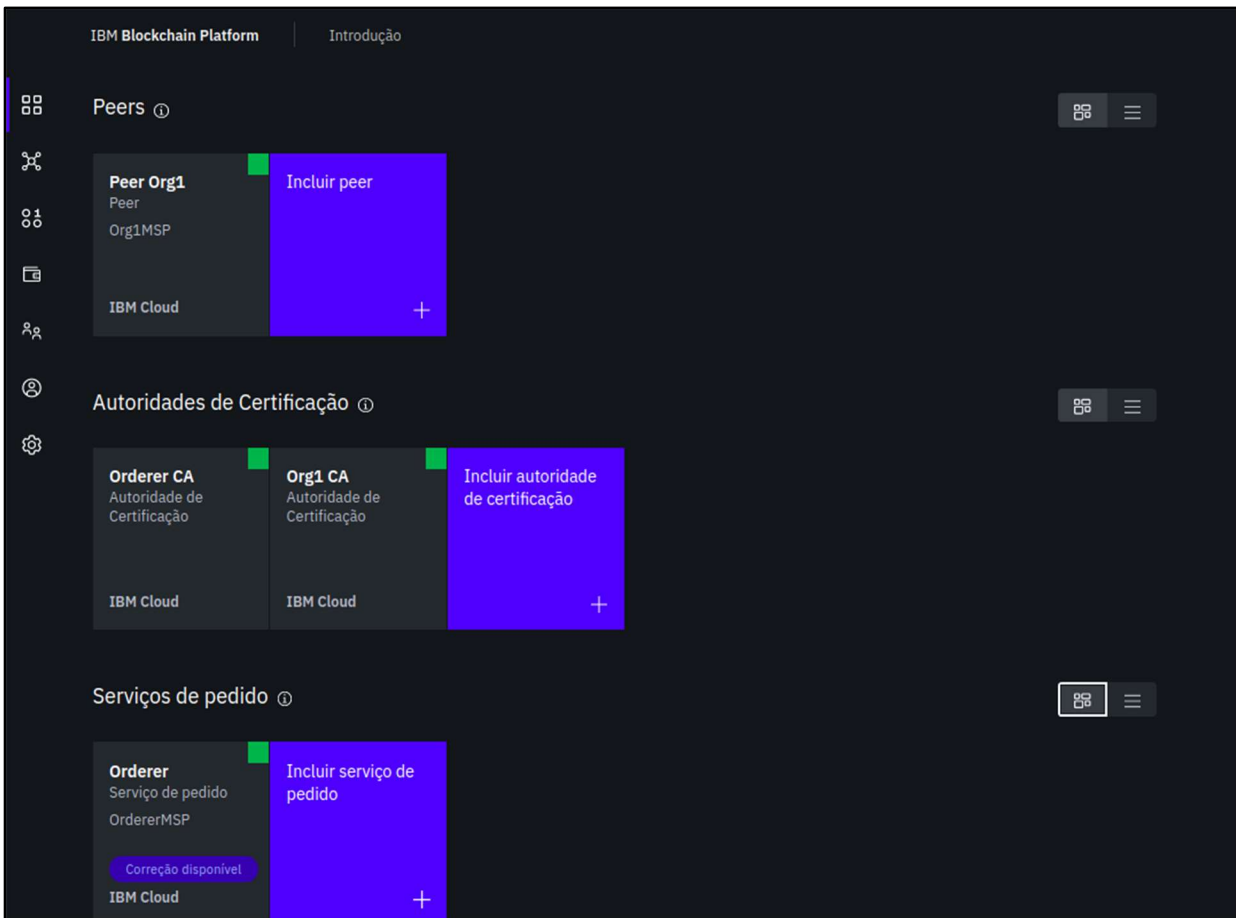 IBM Blockchain Platform
Introdução
Peers
Peer Org1
Peer
Org1MSP
IBM Cloud
Incluir peer
Autoridades de Certificação
Orderer CA
Autoridade de
Certificação
IBM Cloud
Org1 CA
Autoridade de
Certificação
IBM Cloud
Incluir autoridade
de certificação
Serviços de pedido
Orderer
Serviço de pedido
OrdererMSP
Correção disponível
IBM Cloud
Incluir serviço de
pedido